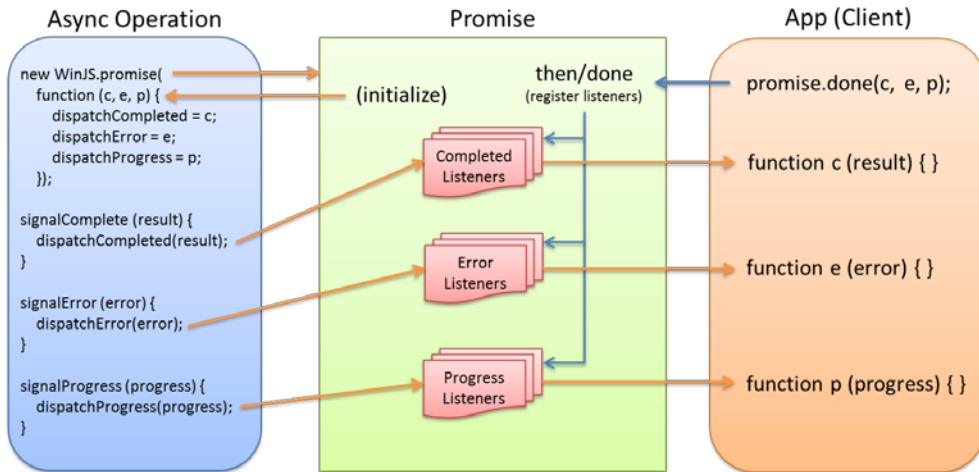 Async Operation
new WinJS.promise(
function (c, e, p) {
dispatchCompleted = c;
dispatchError = e;
dispatchProgress = p;
});
signalComplete (result) {
dispatchCompleted(result);
}
signalError (error) {
dispatchError(error);
}
signalProgress (progress) {
dispatchProgress(progress);
}
Promise
(initialize)
then/done
(register listeners)
Completed
Listeners
Error
Listeners
Progress
Listeners
App (Client)
promise.done(c, e, p);
function c (result) { }
function e (error) { }
function p (progress) { }